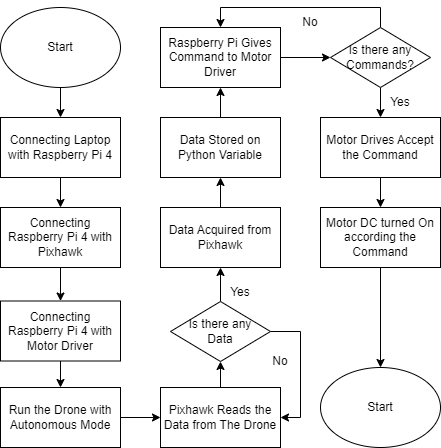 Start
Connecting Laptop
with Raspberry Pi 4
Connecting
Raspberry Pi 4 with
Pixhawk
Connecting
Raspberry Pi 4 with
Motor Driver
Run the Drone with
Autonomous Mode
Pixhawk Reads the
Data from The Drone
Is there any
Data
No
Yes
Data Acquired from
Pixhawk
Data Stored on
Python Variable
Raspberry Pi Gives
Command to Motor
Driver
Is there any
Commands?
No
Yes
Motor Drives Accept
the Command
Motor DC turned On
according the
Command
Start